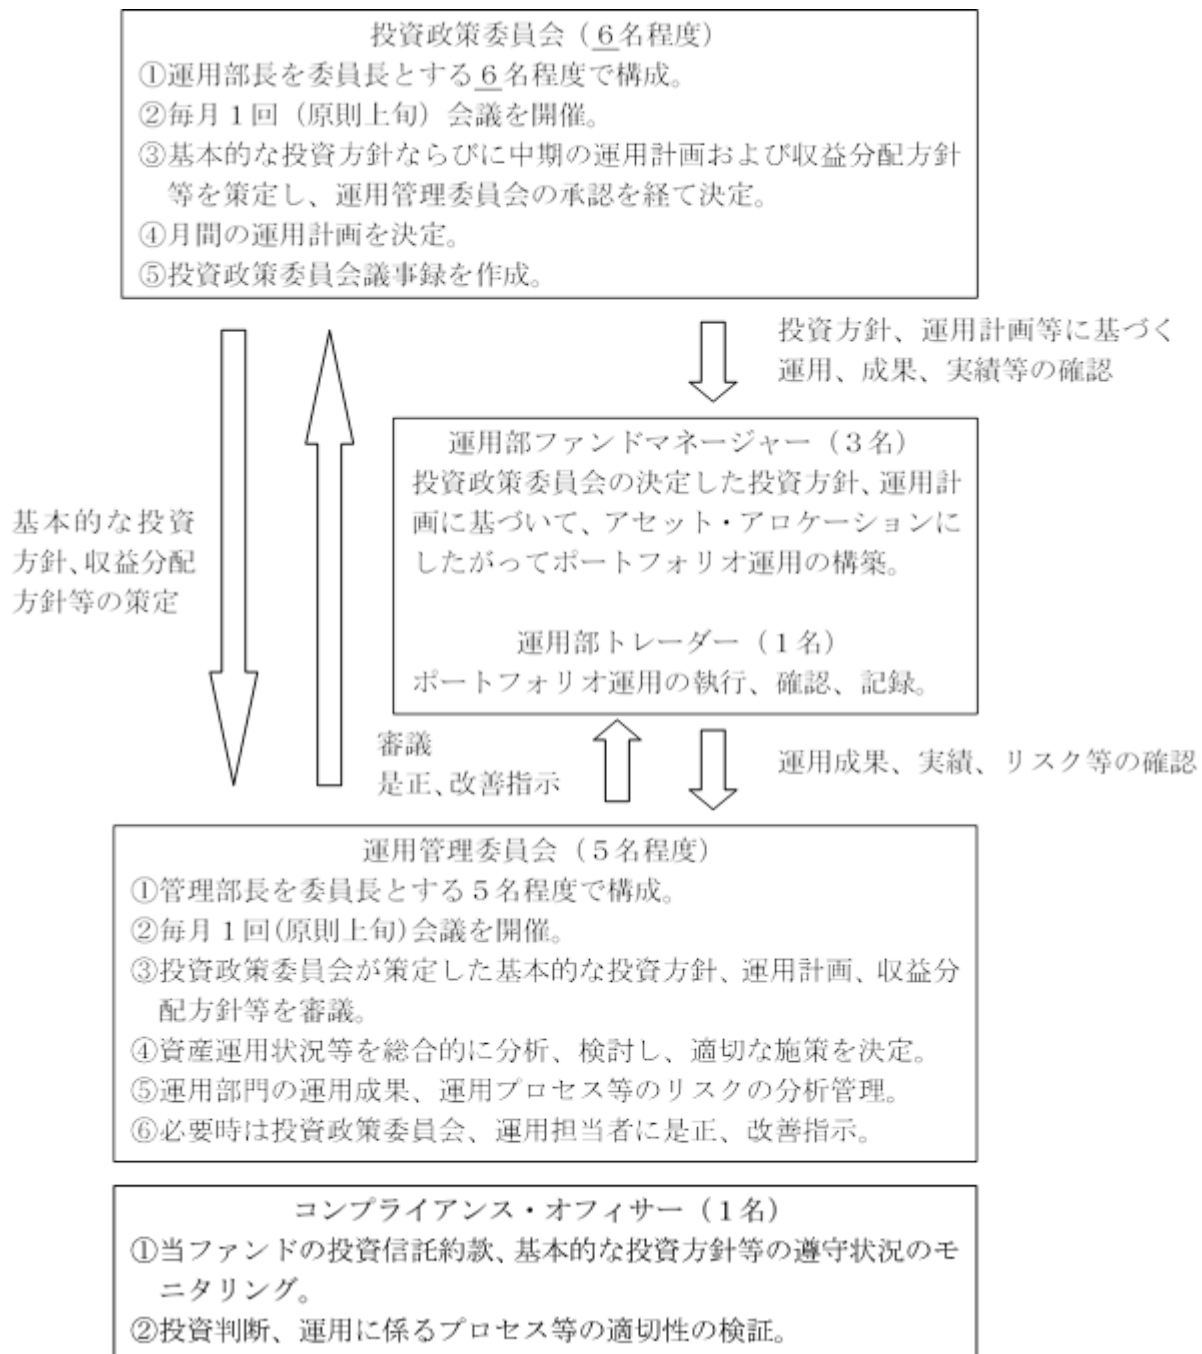 投資政策委員会（６名程度）
①運用部長を委員長とする６名程度で構成。
②毎月１回（原則上旬）会議を開催。
③基本的な投資方針ならびに中期の運用計画および収益分配方針
等を策定し、運用管理委員会の承認を経て決定。
④月間の運用計画を決定。
⑤投資政策委員会議事録を作成。
投資方針、運用計画等に基づく
運用、成果、実績等の確認
運用部ファンドマネージャー（３名）
投資政策委員会の決定した投資方針、運用計
画に基づいて、アセット・アロケーションに
したがってポートフォリオ運用の構築。
運用部トレーダー（１名）
ポートフォリオ運用の執行、確認、記録。
基本的な投資
方針、収益分配
方針等の策定
審議
是正、改善指示
運用成果、実績、リスク等の確認
運用管理委員会（５名程度）
①管理部長を委員長とする５名程度で構成。
②毎月１回(原則上旬)会議を開催。
③投資政策委員会が策定した基本的な投資方針、運用計画、収益分
配方針等を審議。
④資産運用状況等を総合的に分析、検討し、適切な施策を決定。
⑤運用部門の運用成果、運用プロセス等のリスクの分析管理。
⑥必要時は投資政策委員会、運用担当者に是正、改善指示。
コンプライアンス・オフィサー（１名）
①当ファンドの投資信託約款、基本的な投資方針等の遵守状況のモ
ニタリング。
②投資判断、運用に係るプロセス等の適切性の検証。